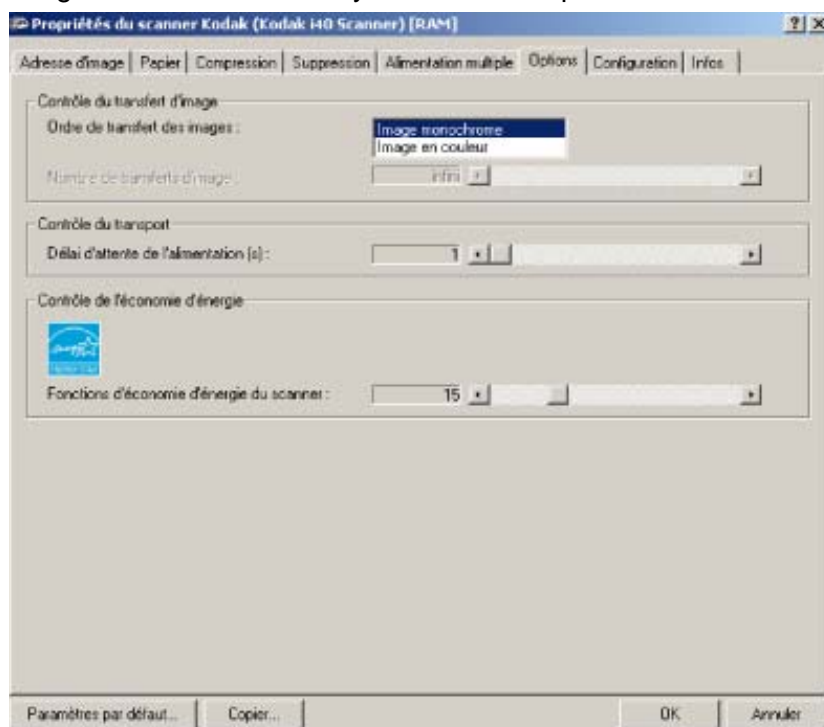 Propriétés du scanner Kodak (Kodak i40 Scanner) [RAM]
Adresse d'image Papier Compression Suppression Alimentation multiple Options Configuration Infos
Contrôle du transfert d'image
Ordre de transfert des images :
Image monochrome
Image en couleur
Nombre de transferts d'image : infini
Contrôle du transport
Délai d'attente de l'alimentation (s) : 1
Contrôle de l'économie d'énergie
Fonctions d'économie d'énergie du scanner : 15
Paramètres par défaut... Copier... OK Annuler